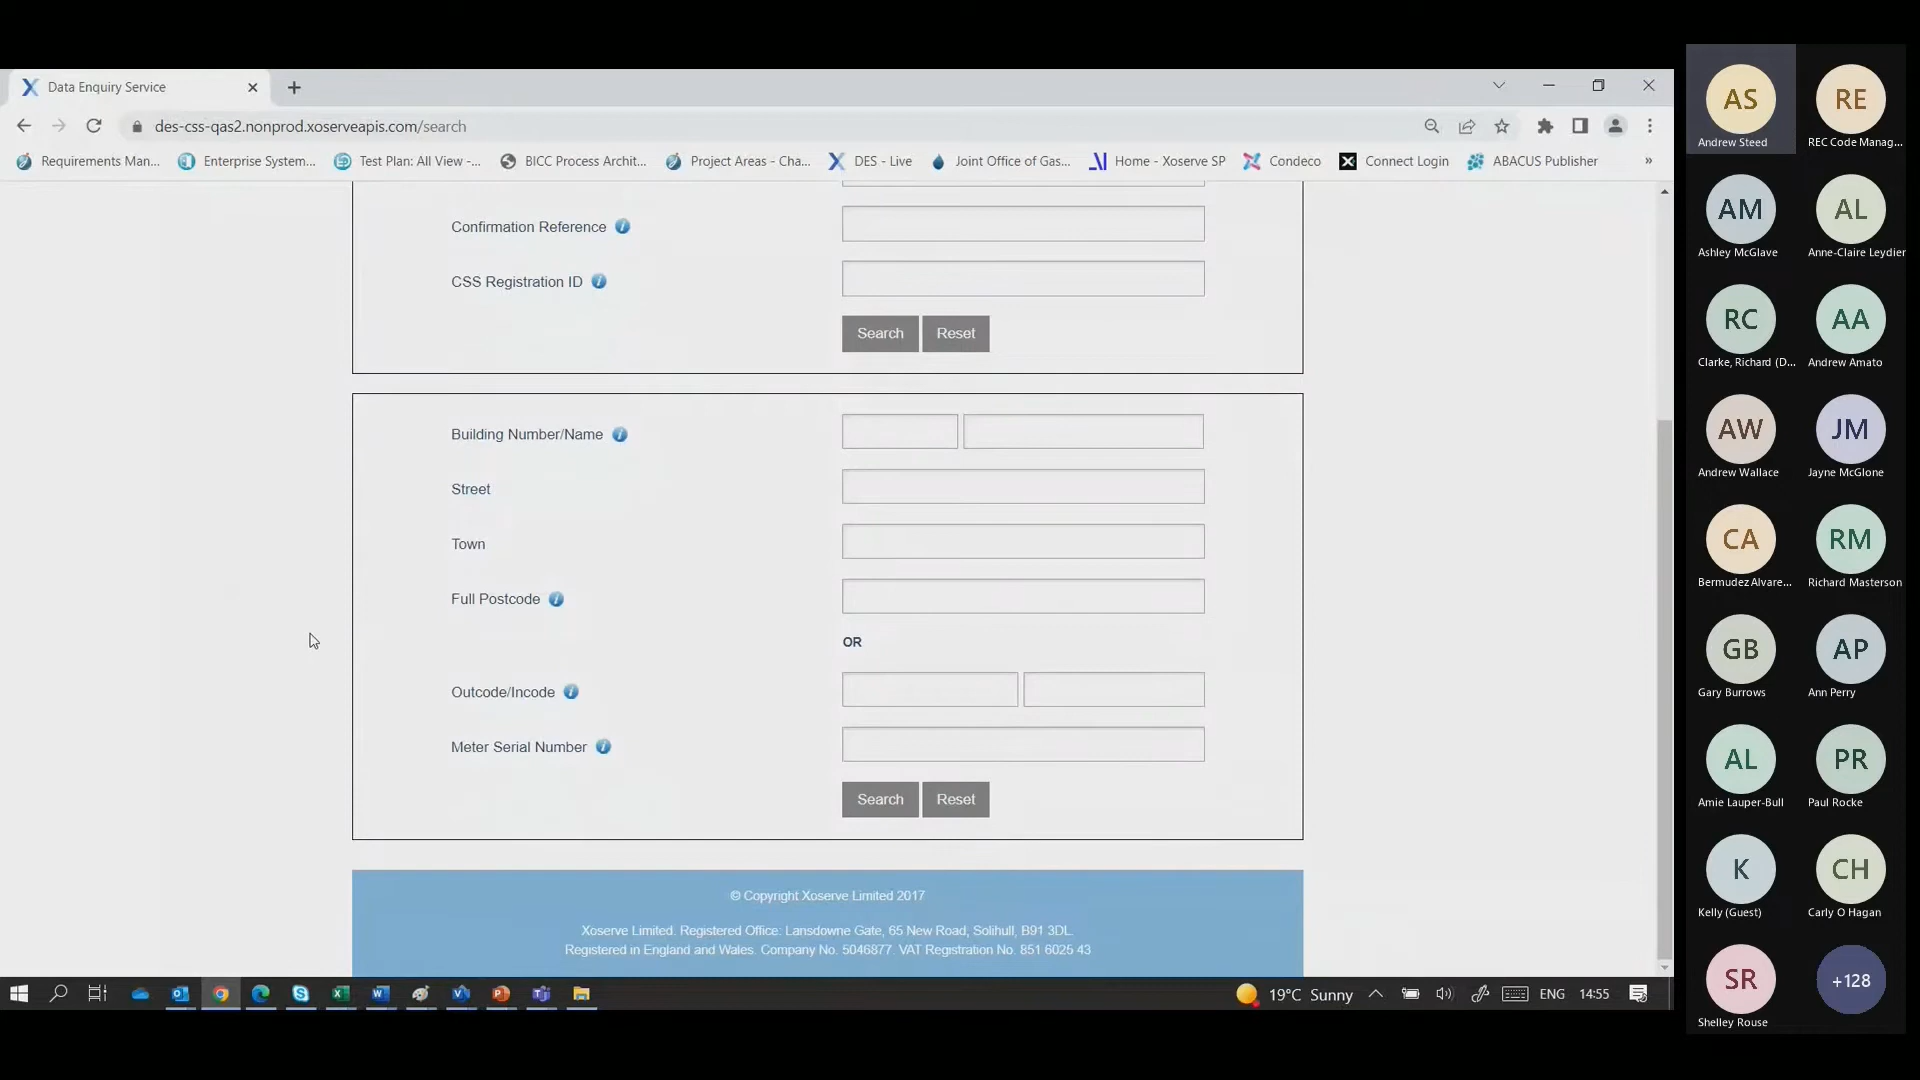 Data Enquiry Service
des-css-qas2.nonprod.xoserveapis.com/search
Requirements Man... Enterprise System... Test Plan: All View -... BICC Process Archit... Project Areas - Cha... DES - Live Joint Office of Gas... Home - Xoserve SP Condeco Connect Login ABACUS Publisher »
Confirmation Reference
CSS Registration ID
Search Reset
Building Number/Name
Street
Town
Full Postcode
OR
Outcode/Incode
Meter Serial Number
Search Reset
© Copyright Xoserve Limited 2017
Xoserve Limited. Registered Office: Lansdowne Gate, 65 New Road, Solihull, B91 3DL.
Registered in England and Wales. Company No. 5046877. VAT Registration No. 851 6025 43
19°C Sunny ENG 14:55
AS RE
Andrew Steed REC Code Manag...
AM AL
Ashley McGlave Anne-Claire Leydier
RC AA
Clarke, Richard (D... Andrew Amato
AW JM
Andrew Wallace Jayne McGlone
CA RM
Bermudez Alvare... Richard Masterson
GB AP
Gary Burrows Ann Perry
AL PR
Amie Lauper-Bull Paul Rocke
K CH
Kelly (Guest) Carly O Hagan
SR +128
Shelley Rouse